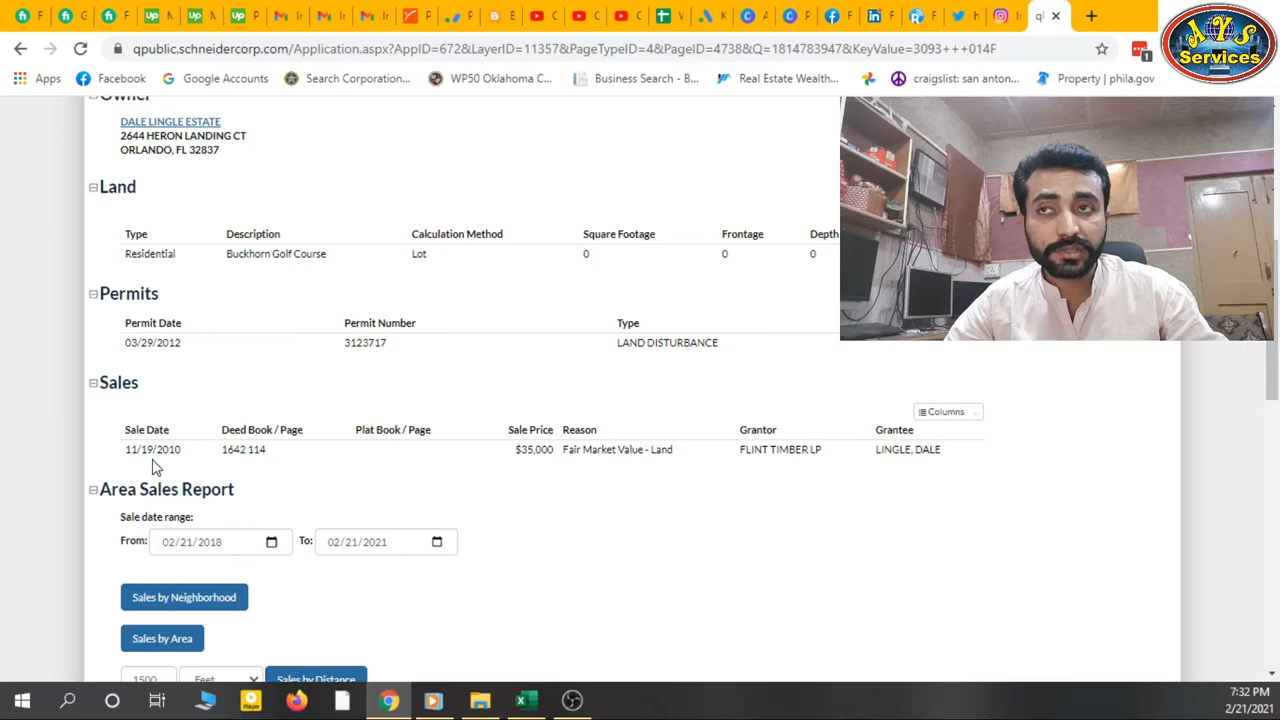 AYS
Services
qpublic.schneidercorp.com/Application.aspx?AppID=672&LayerID=11357&PageTypeID=4&PageID=4738&Q=1814783947&KeyValue=3093+++014F
1
Apps
Facebook
Google Accounts
Search Corporation...
WP50 Oklahoma C...
Business Search - B...
Real Estate Wealth...
craigslist: san anton...
Property | phila.gov
Owner
DALE LINGLE ESTATE
2644 HERON LANDING CT
ORLANDO, FL 32837
Land
Type Description Calculation Method Square Footage Frontage Depth
Residential Buckhorn Golf Course Lot 0 0 0
Permits
Permit Date Permit Number Type
03/29/2012 3123717 LAND DISTURBANCE
Sales
Columns
Sale Date Deed Book / Page Plat Book / Page Sale Price Reason Grantor Grantee
11/19/2010 1642 114 $35,000 Fair Market Value - Land FLINT TIMBER LP LINGLE, DALE
Area Sales Report
Sale date range:
From: 02/21/2018 To: 02/21/2021
Sales by Neighborhood
Sales by Area
1500 Feet Sales by Distance
7:32 PM
2/21/2021